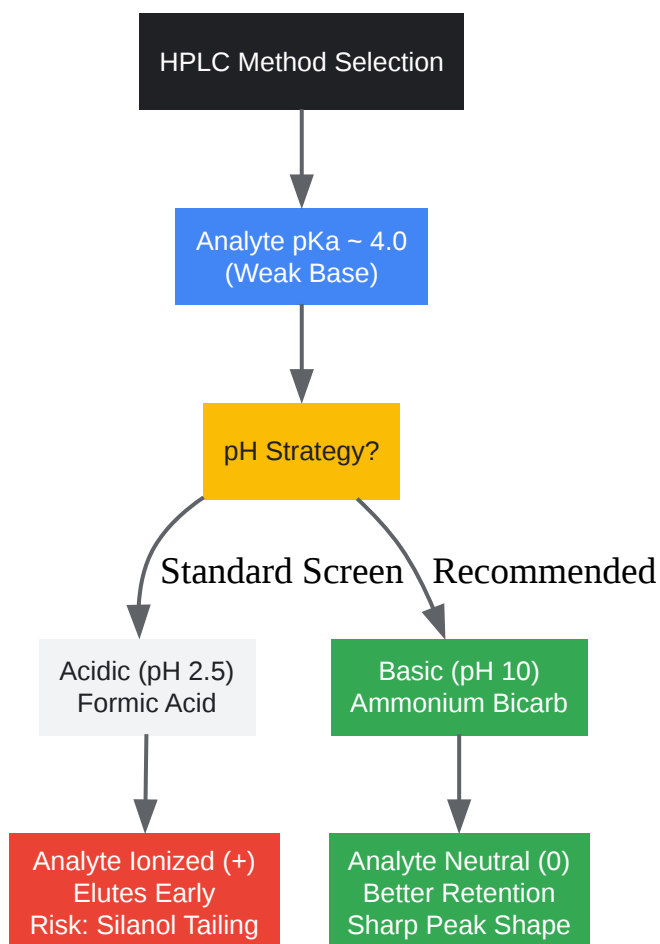 HPLC Method Selection
Analyte pKa ~ 4.0
(Weak Base)
pH Strategy?
Standard Screen
Recommended
Acidic (pH 2.5)
Formic Acid
Basic (pH 10)
Ammonium Bicarb
Analyte Ionized (+)
Elutes Early
Risk: Silanol Tailing
Analyte Neutral (0)
Better Retention
Sharp Peak Shape